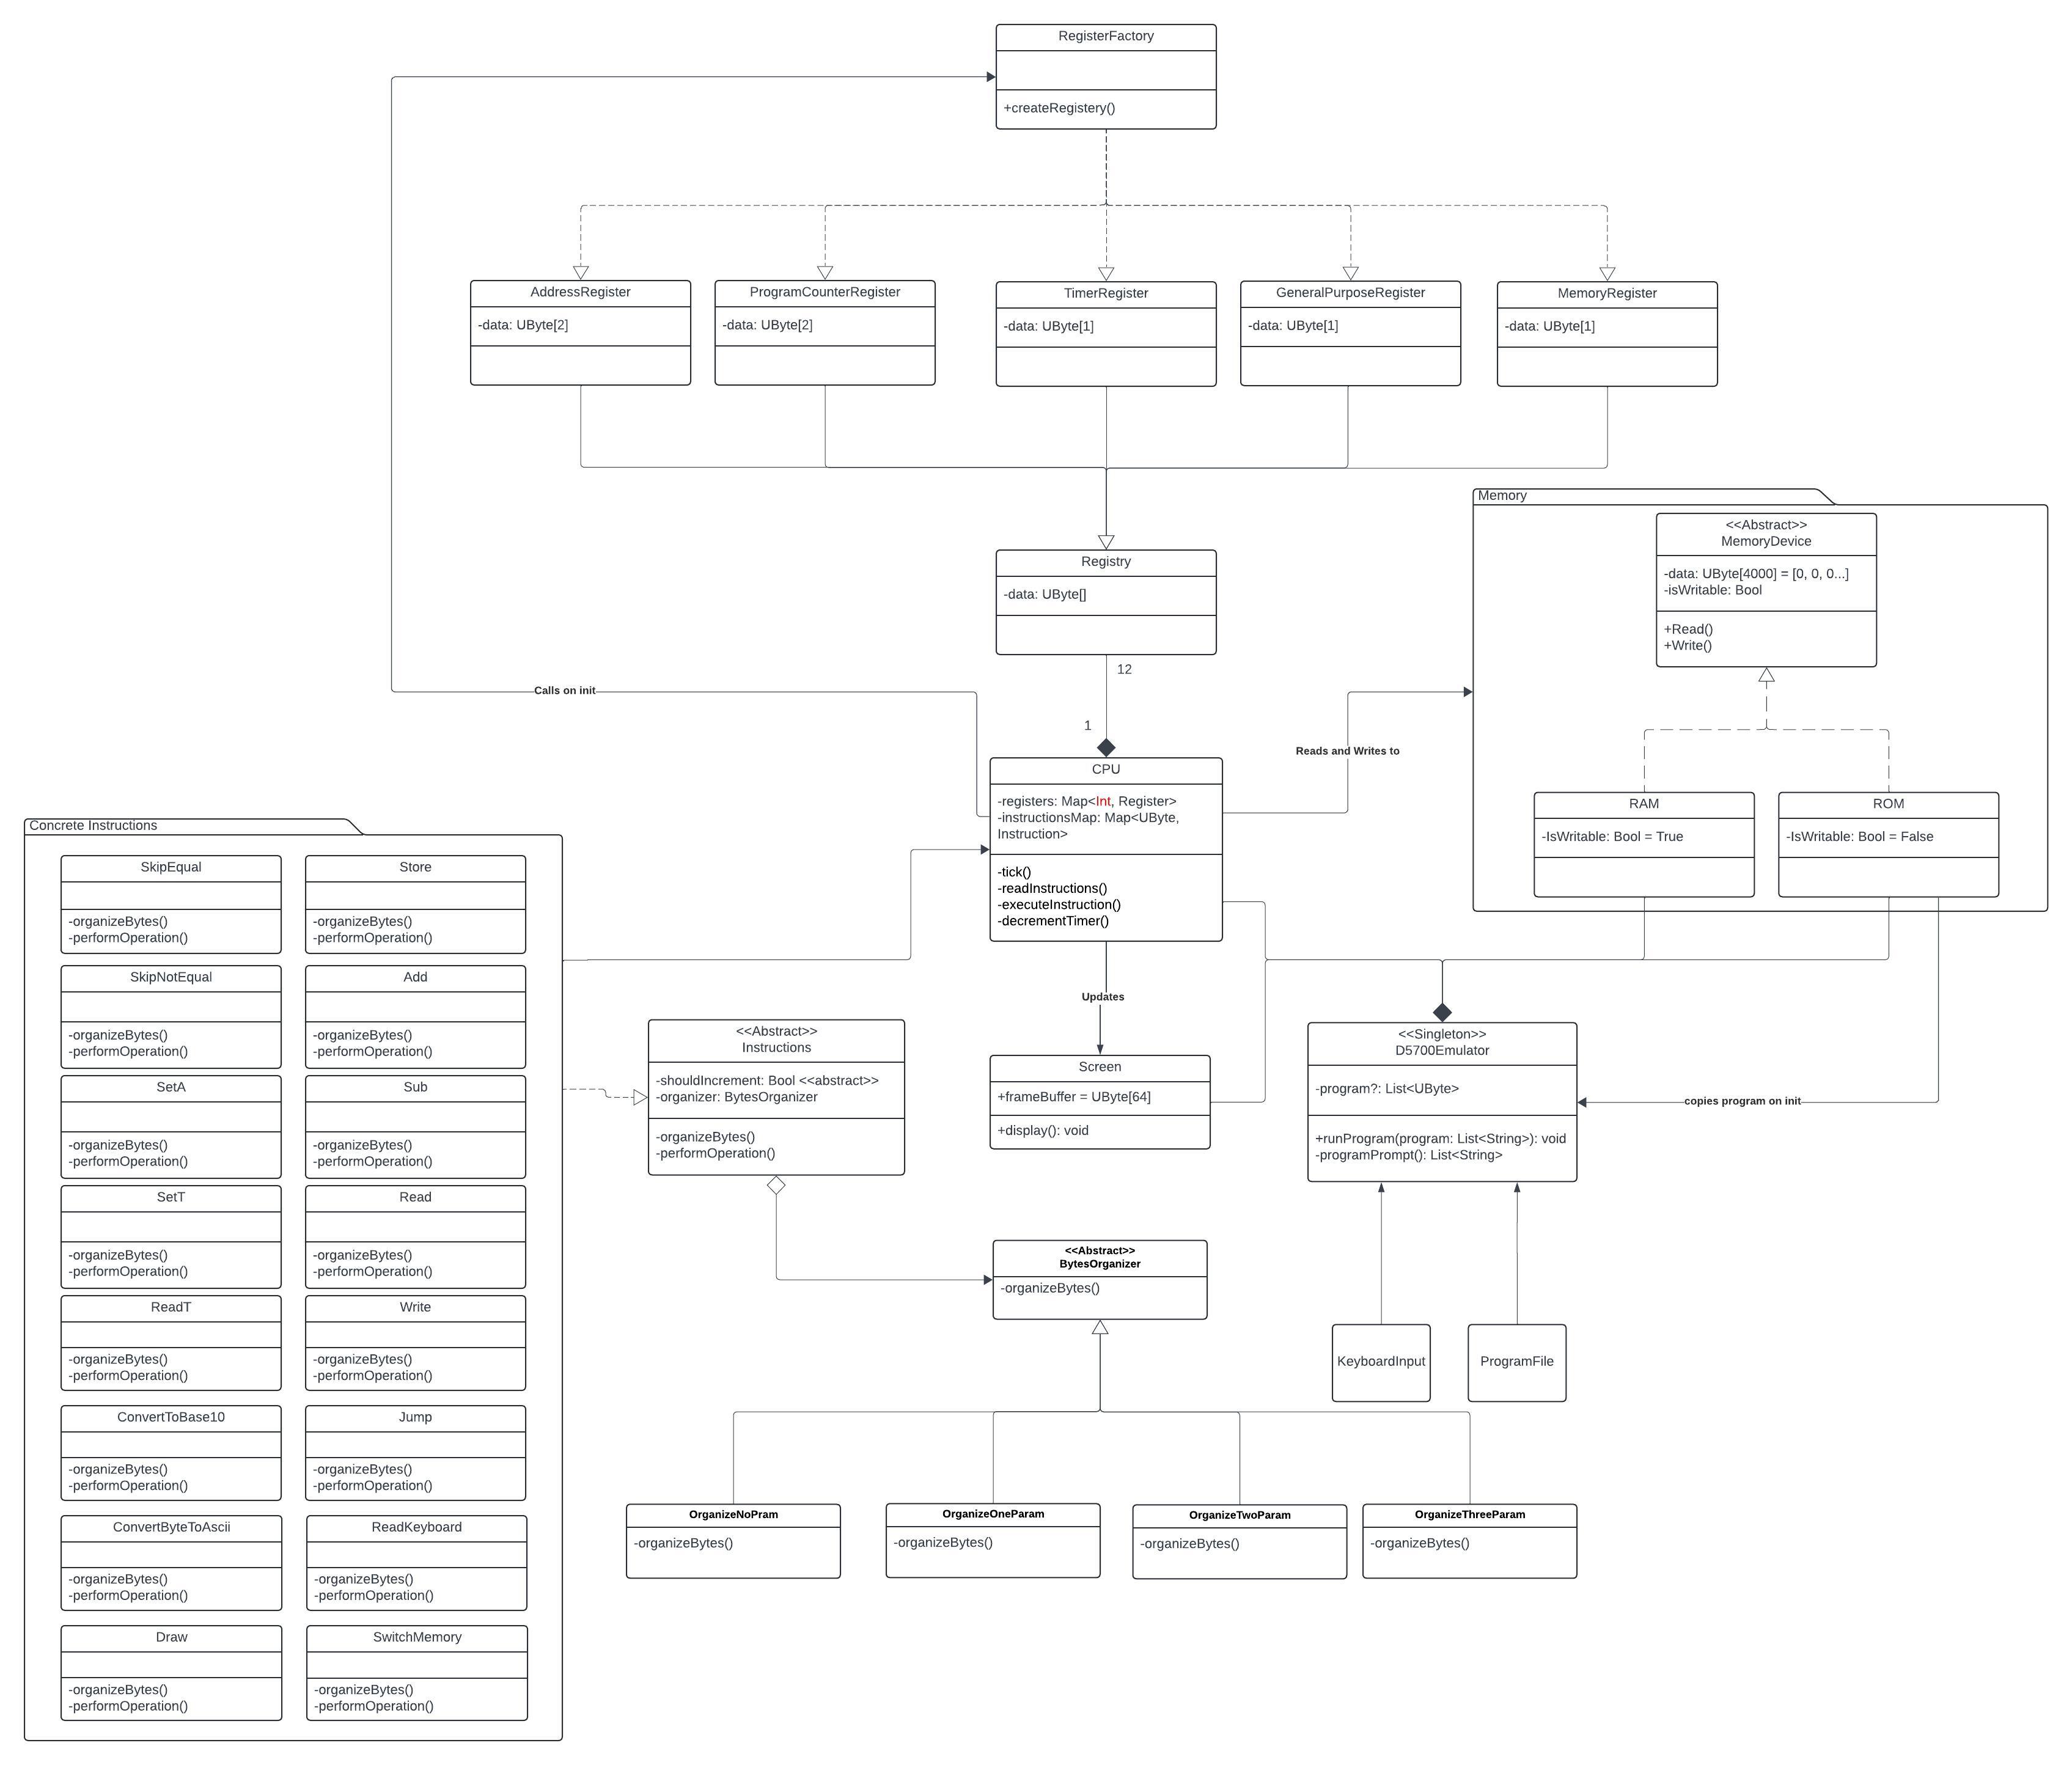 RegisterFactory
+createRegistery()
AddressRegister
-data: UByte[2]
ProgramCounterRegister
-data: UByte[2]
TimerRegister
-data: UByte[1]
GeneralPurposeRegister
-data: UByte[1]
MemoryRegister
-data: UByte[1]
Registry
-data: UByte[]
12
1
Calls on init
Memory
<<Abstract>>
MemoryDevice
-data: UByte[4000] = [0, 0, 0...]
-isWritable: Bool
+Read()
+Write()
Reads and Writes to
RAM
-IsWritable: Bool = True
ROM
-IsWritable: Bool = False
CPU
-registers: Map<Int, Register>
-instructionsMap: Map<UByte,
Instruction>
-tick()
-readInstructions()
-executeInstruction()
-decrementTimer()
Updates
Concrete Instructions
SkipEqual
-organizeBytes()
-performOperation()
Store
-organizeBytes()
-performOperation()
SkipNotEqual
-organizeBytes()
-performOperation()
Add
-organizeBytes()
-performOperation()
SetA
-organizeBytes()
-performOperation()
Sub
-organizeBytes()
-performOperation()
SetT
-organizeBytes()
-performOperation()
Read
-organizeBytes()
-performOperation()
ReadT
-organizeBytes()
-performOperation()
Write
-organizeBytes()
-performOperation()
ConvertToBase10
-organizeBytes()
-performOperation()
Jump
-organizeBytes()
-performOperation()
ConvertByteToAscii
-organizeBytes()
-performOperation()
ReadKeyboard
-organizeBytes()
-performOperation()
Draw
-organizeBytes()
-performOperation()
SwitchMemory
-organizeBytes()
-performOperation()
<<Abstract>>
Instructions
-shouldIncrement: Bool <<abstract>>
-organizer: BytesOrganizer
-organizeBytes()
-performOperation()
Screen
+frameBuffer = UByte[64]
+display(): void
<<Singleton>>
D5700Emulator
-program?: List<UByte>
+runProgram(program: List<String>): void
-programPrompt(): List<String>
copies program on init
<<Abstract>>
BytesOrganizer
-organizeBytes()
KeyboardInput
ProgramFile
OrganizeNoPram
-organizeBytes()
OrganizeOneParam
-organizeBytes()
OrganizeTwoParam
-organizeBytes()
OrganizeThreeParam
-organizeBytes()